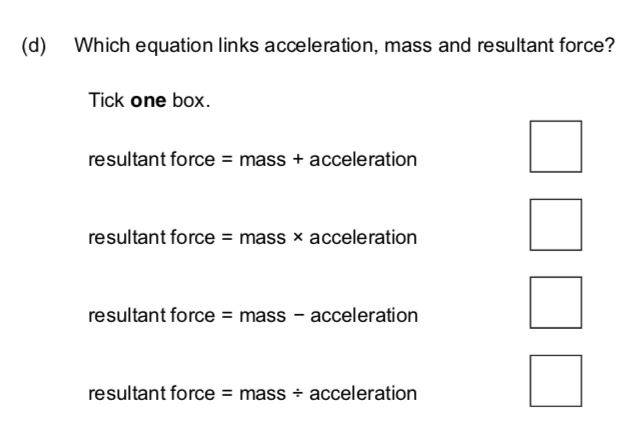 (d) Which equation links acceleration, mass and resultant force?
Tick one box.
resultant force = mass + acceleration
resultant force = mass × acceleration
resultant force = mass − acceleration
resultant force = mass ÷ acceleration